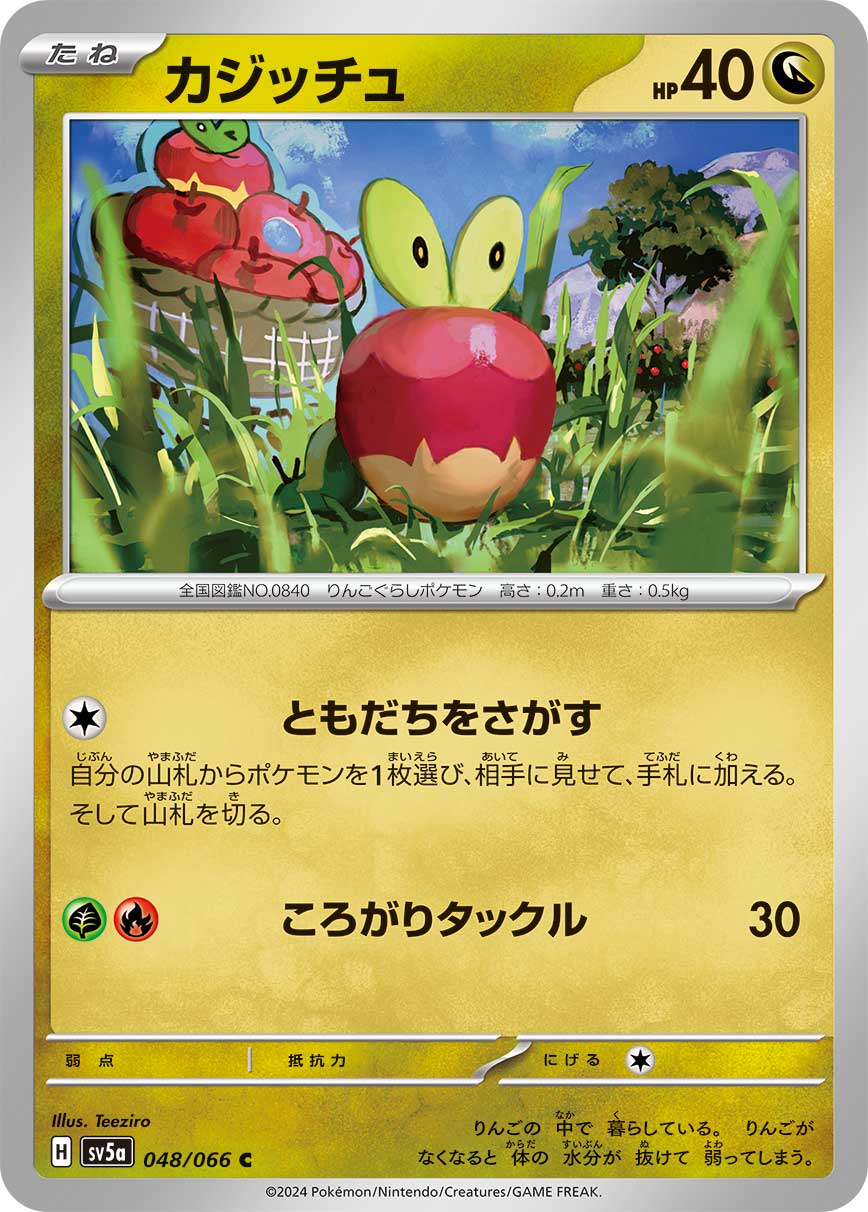 たね
カジッチュ
HP40
全国図鑑NO.0840 りんごぐらしポケモン 高さ:0.2m 重さ:0.5kg
ともだちをさがす
自分の山札からポケモンを1枚選び、相手に見せて、手札に加える。
そして山札を切る。
ころがりタックル 30
弱点 抵抗力 にげる
Illus. Teeziro
りんごの 中で 暮らしている。 りんごが
なくなると 体の 水分が 抜けて 弱ってしまう。
H sv5a 048/066 C
©2024 Pokémon/Nintendo/Creatures/GAME FREAK.